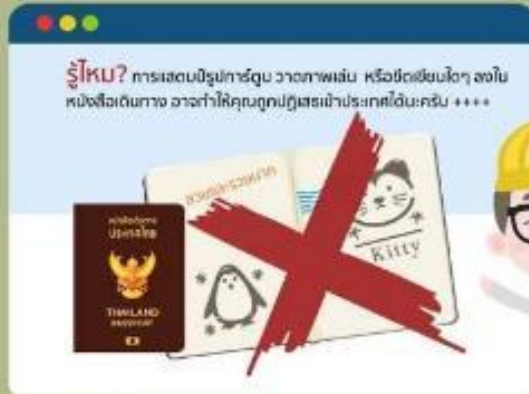 รู้ไหม? การแสตมป์รูปการ์ตูน วาดภาพเล่น หรือขีดเขียนใดๆ ลงใน
หนังสือเดินทาง อาจทำให้คุณถูกปฏิเสธเข้าประเทศได้นะครับ ++++
Kitty
หนังสือเดินทาง
ประเทศไทย
THAILAND
PASSPORT